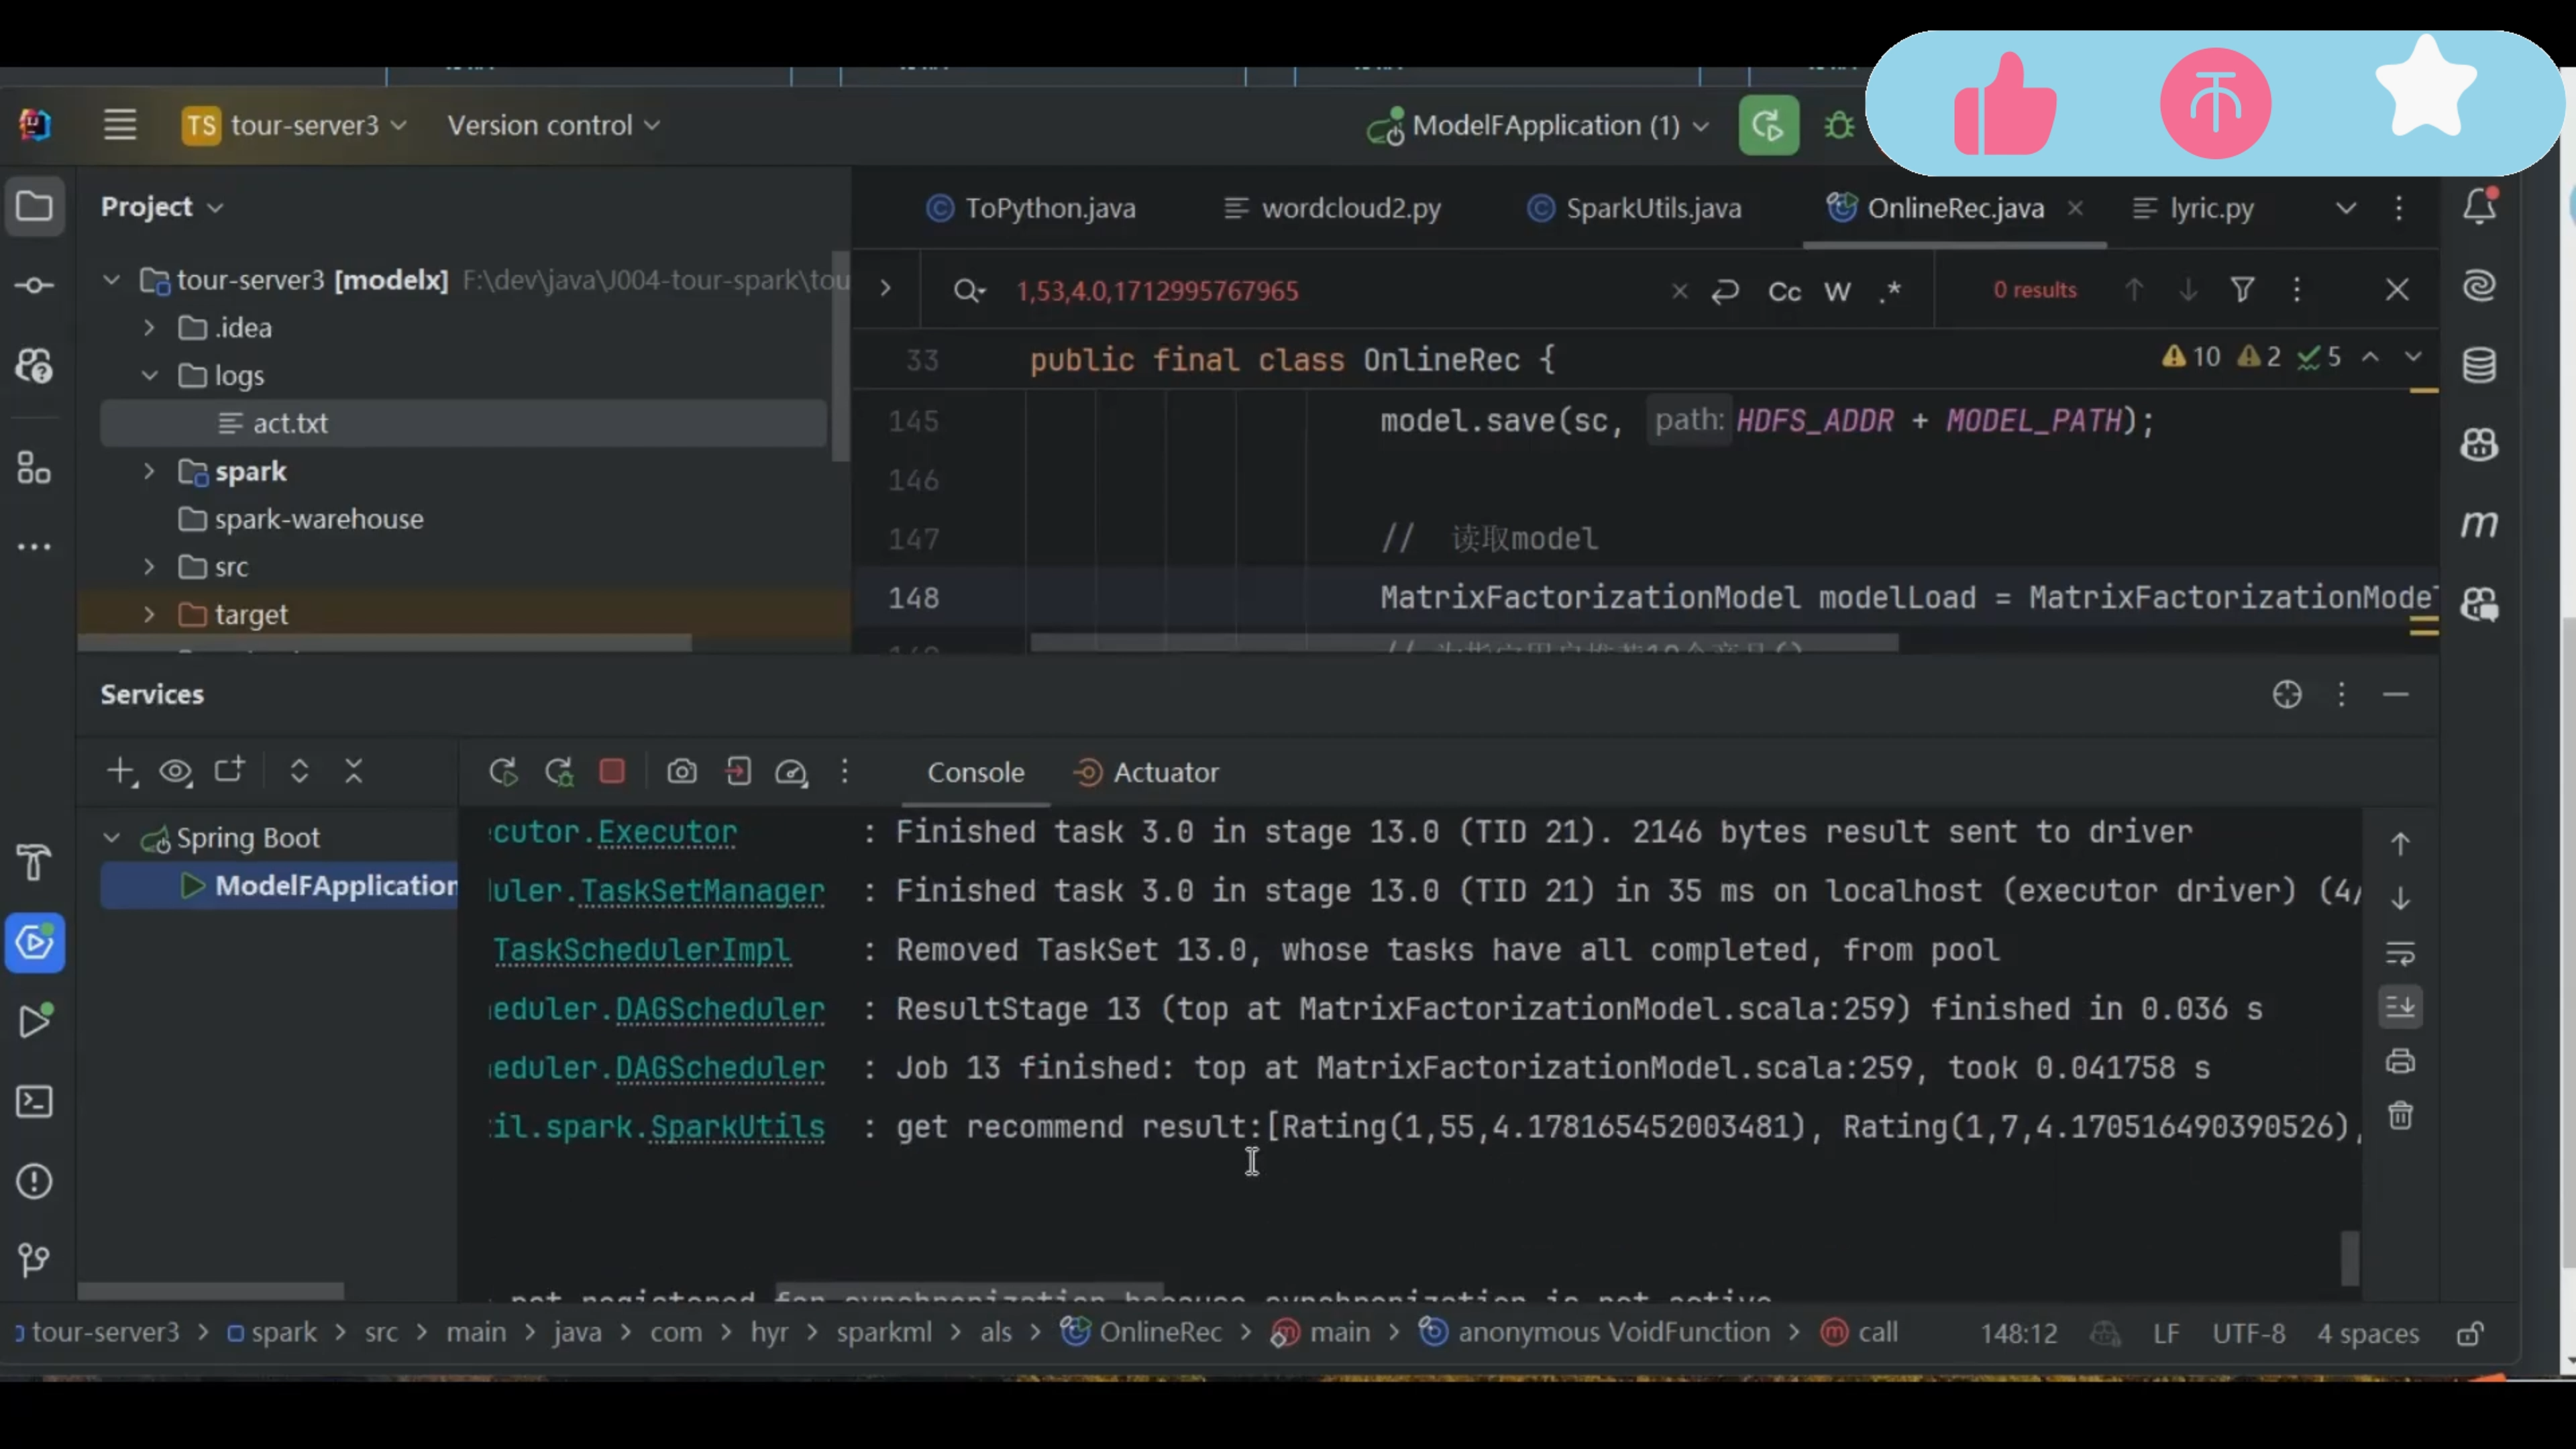 TS tour-server3 Version control ModelFApplication (1)
Project
ToPython.java wordcloud2.py SparkUtils.java OnlineRec.java lyric.py
tour-server3 [modelx] F:\dev\java\J004-tour-spark\tou
1,53,4.0,1712995767965 Cc W .* 0 results
.idea
logs
act.txt
spark
spark-warehouse
src
target
33 public final class OnlineRec { 10 2 5
145 model.save(sc, path: HDFS_ADDR + MODEL_PATH);
146
147 // 读取model
148 MatrixFactorizationModel modelLoad = MatrixFactorizationMode
Services
Console Actuator
Spring Boot
ModelFApplication
cutor.Executor : Finished task 3.0 in stage 13.0 (TID 21). 2146 bytes result sent to driver
uler.TaskSetManager : Finished task 3.0 in stage 13.0 (TID 21) in 35 ms on localhost (executor driver) (4/
TaskSchedulerImpl : Removed TaskSet 13.0, whose tasks have all completed, from pool
eduler.DAGScheduler : ResultStage 13 (top at MatrixFactorizationModel.scala:259) finished in 0.036 s
eduler.DAGScheduler : Job 13 finished: top at MatrixFactorizationModel.scala:259, took 0.041758 s
il.spark.SparkUtils : get recommend result:[Rating(1,55,4.178165452003481), Rating(1,7,4.170516490390526),
not registered for synchronization because synchronization is not active
tour-server3 > spark > src > main > java > com > hyr > sparkml > als > OnlineRec > main > anonymous VoidFunction > call 148:12 LF UTF-8 4 spaces